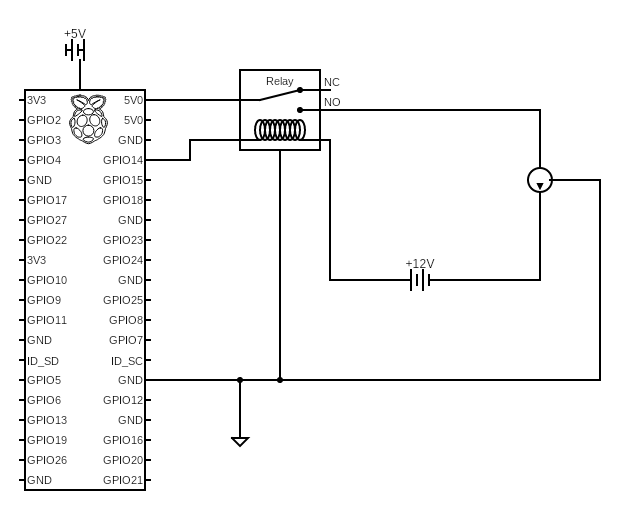 +5V
Relay
NC
NO
+12V
3V3 5V0
GPIO2 5V0
GPIO3 GND
GPIO4 GPIO14
GND GPIO15
GPIO17 GPIO18
GPIO27 GND
GPIO22 GPIO23
3V3 GPIO24
GPIO10 GND
GPIO9 GPIO25
GPIO11 GPIO8
GND GPIO7
ID_SD ID_SC
GPIO5 GND
GPIO6 GPIO12
GPIO13 GND
GPIO19 GPIO16
GPIO26 GPIO20
GND GPIO21